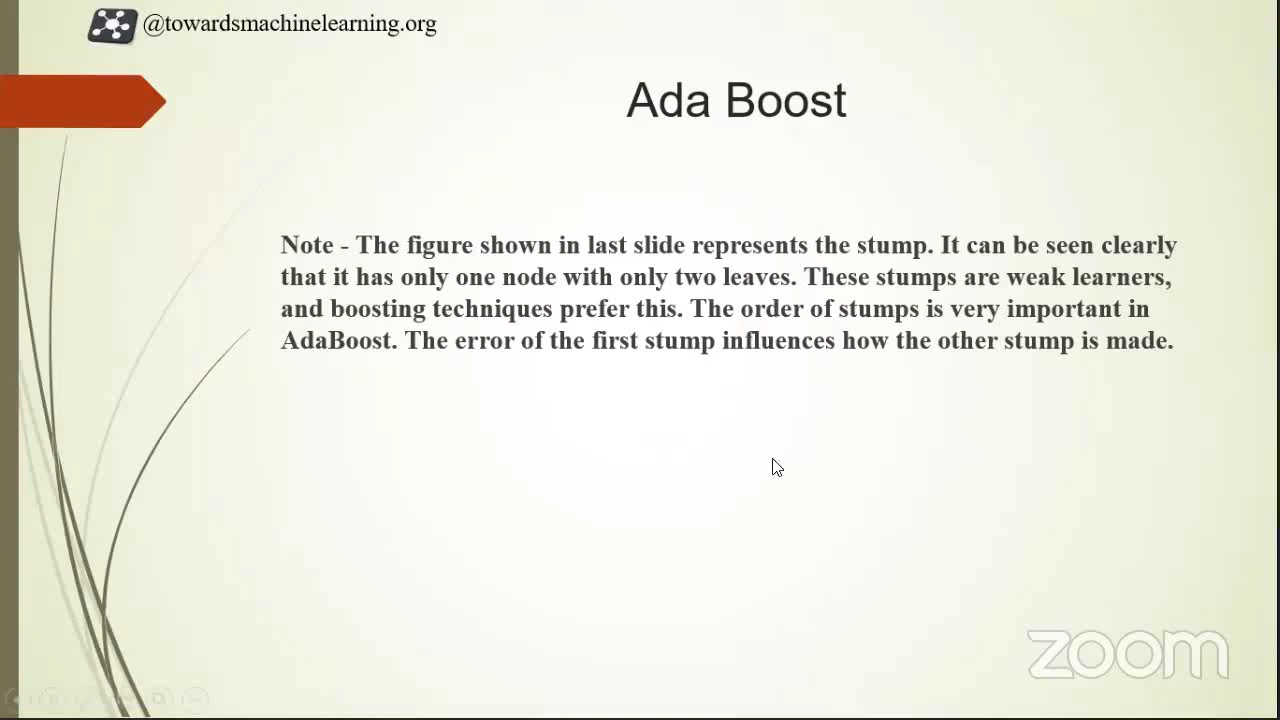 @towardsmachinelearning.org
Ada Boost
Note - The figure shown in last slide represents the stump. It can be seen clearly
that it has only one node with only two leaves. These stumps are weak learners,
and boosting techniques prefer this. The order of stumps is very important in
AdaBoost. The error of the first stump influences how the other stump is made.
zoom